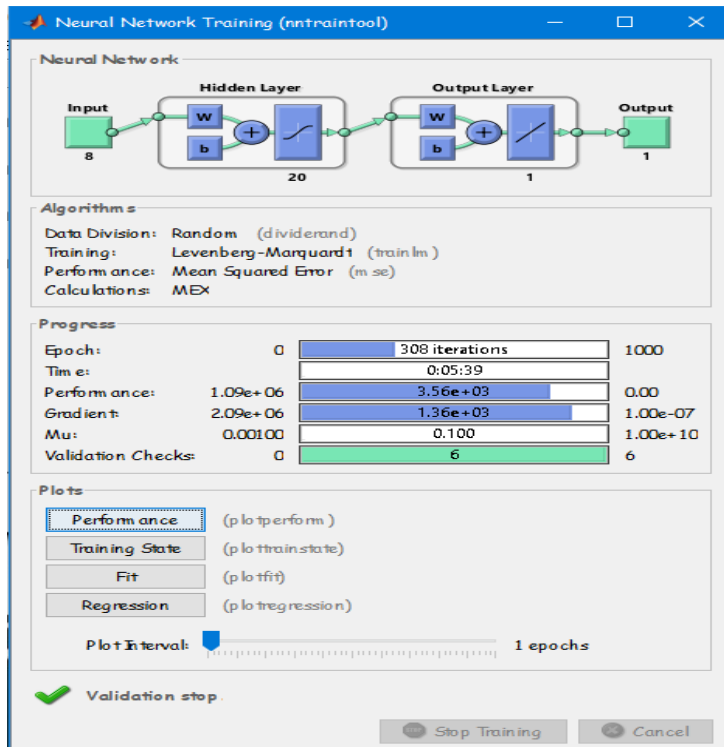 Neural Network Training (nntraintool)
Neural Network
Hidden Layer Output Layer
Input Output
W W
b b
8 20 1 1
Algorithms
Data Division: Random (dividerand)
Training: Levenberg-Marquardt (trainlm)
Performance: Mean Squared Error (mse)
Calculations: MEX
Progress
Epoch: 0 308 iterations 1000
Time: 0:05:39
Performance: 1.09e+06 3.56e+03 0.00
Gradient: 2.09e+06 1.36e+03 1.00e-07
Mu: 0.00100 0.100 1.00e+10
Validation Checks: 0 6 6
Plots
Performance (plotperform)
Training State (plottrainstate)
Fit (plotfit)
Regression (plotregression)
Plot Interval: 1 epochs
Validation stop.
Stop Training Cancel